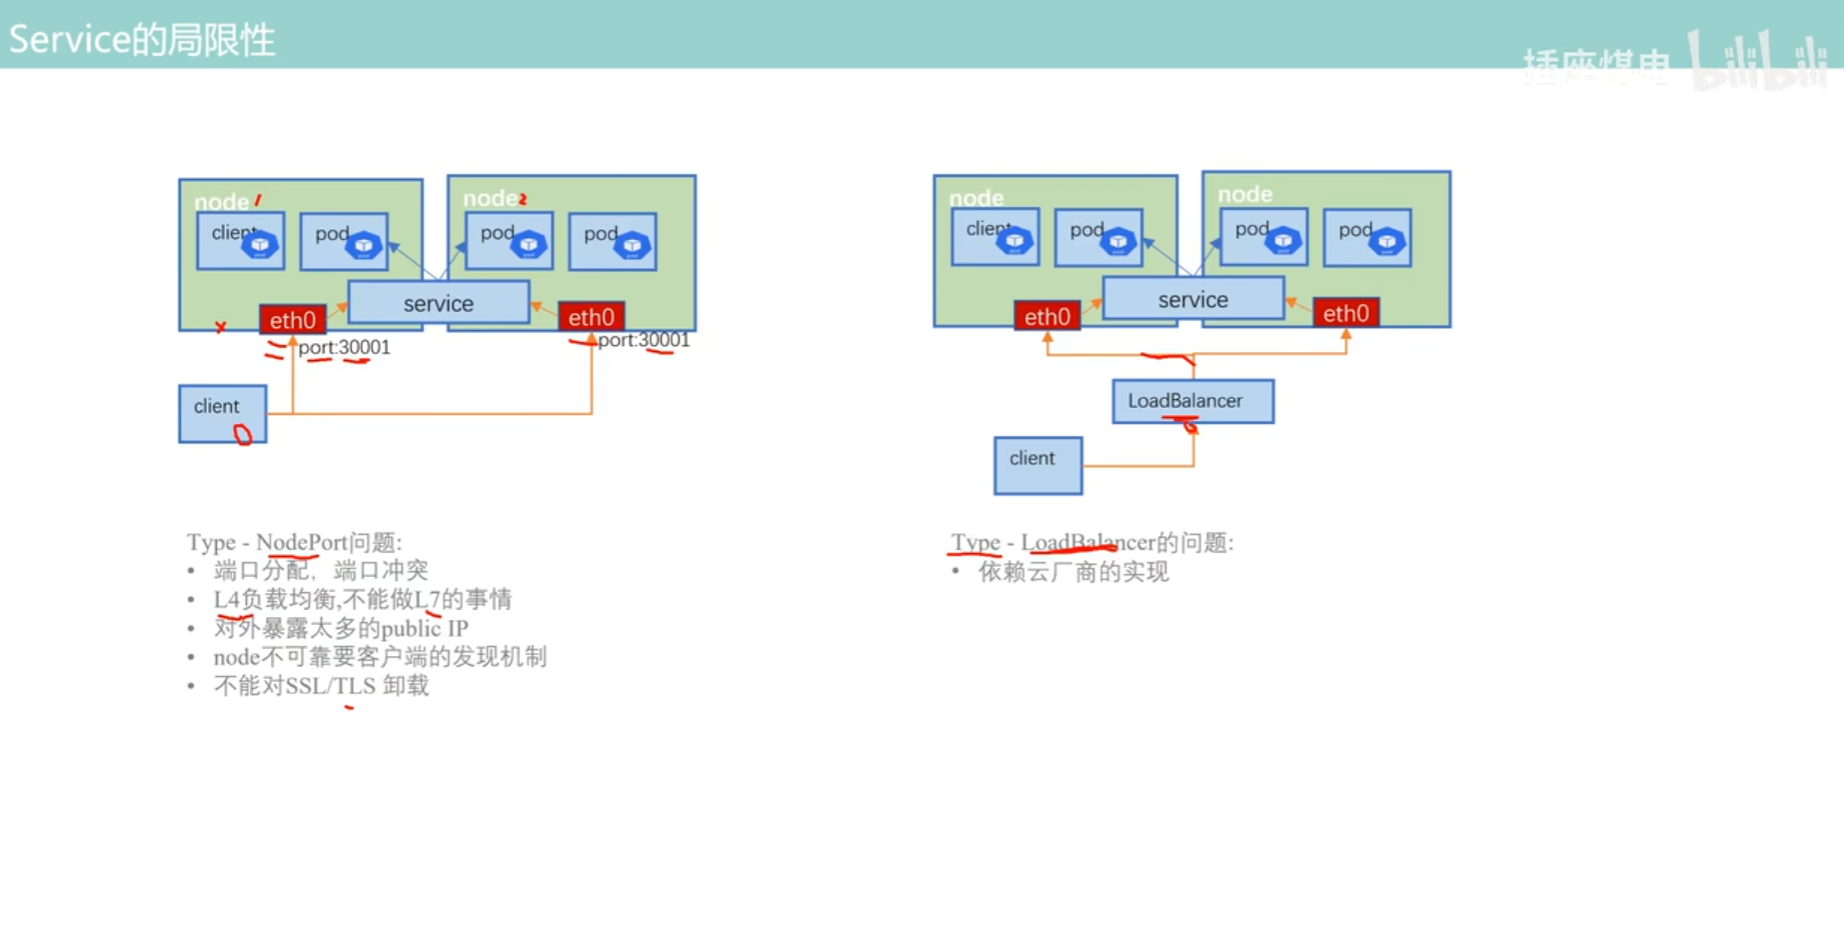 Service的局限性
插座煤电 bilibili
node 1
client
pod
node 2
pod
pod
service
eth0
eth0
port:30001
port:30001
client
node
client
pod
node
pod
pod
service
eth0
eth0
LoadBalancer
client
Type - NodePort问题:
• 端口分配，端口冲突
• L4负载均衡,不能做L7的事情
• 对外暴露太多的public IP
• node不可靠要客户端的发现机制
• 不能对SSL/TLS 卸载
Type - LoadBalancer的问题:
• 依赖云厂商的实现